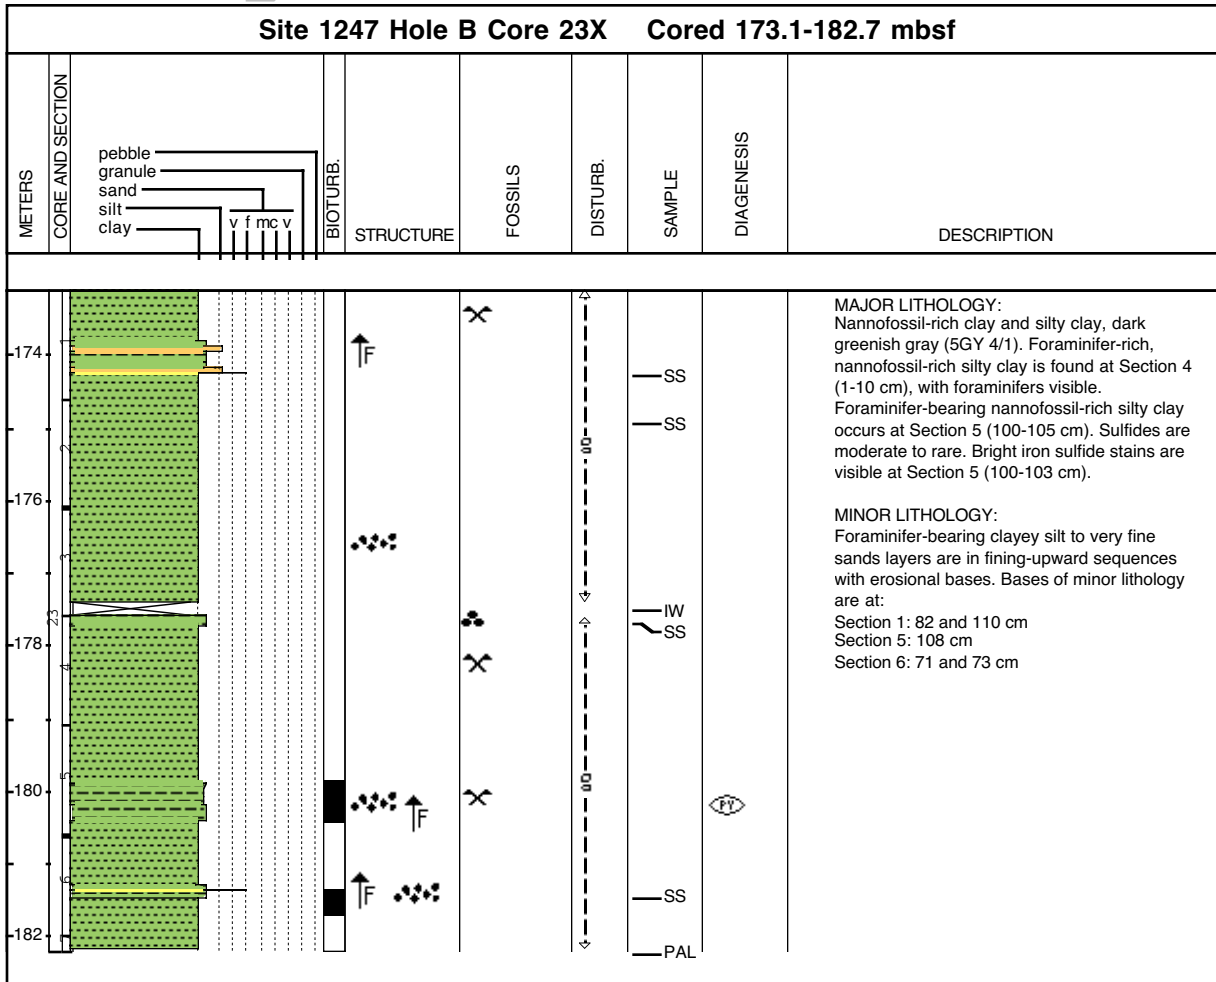 Site 1247 Hole B Core 23X Cored 173.1-182.7 mbsf
METERS
CORE AND SECTION
pebble
granule
sand
silt
clay
v f mc v
BIOTURB.
STRUCTURE
FOSSILS
DISTURB.
SAMPLE
DIAGENESIS
DESCRIPTION
174
176
178
180
182
1
2
3
23
4
5
6
7
F
F
F
SS
SS
IW
SS
SS
PAL
PY
MAJOR LITHOLOGY:
Nannofossil-rich clay and silty clay, dark
greenish gray (5GY 4/1). Foraminifer-rich,
nannofossil-rich silty clay is found at Section 4
(1-10 cm), with foraminifers visible.
Foraminifer-bearing nannofossil-rich silty clay
occurs at Section 5 (100-105 cm). Sulfides are
moderate to rare. Bright iron sulfide stains are
visible at Section 5 (100-103 cm).
MINOR LITHOLOGY:
Foraminifer-bearing clayey silt to very fine
sands layers are in fining-upward sequences
with erosional bases. Bases of minor lithology
are at:
Section 1: 82 and 110 cm
Section 5: 108 cm
Section 6: 71 and 73 cm